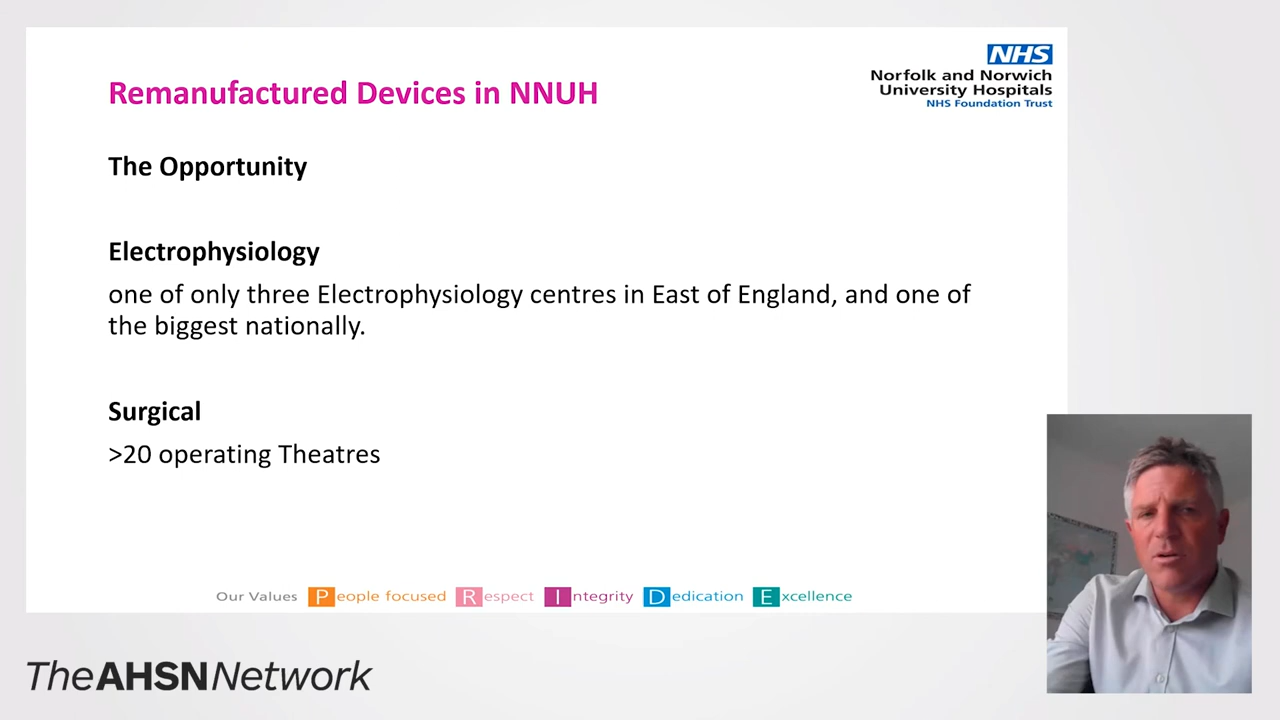 Remanufactured Devices in NNUH
NHS
Norfolk and Norwich
University Hospitals
NHS Foundation Trust
The Opportunity
Electrophysiology
one of only three Electrophysiology centres in East of England, and one of
the biggest nationally.
Surgical
>20 operating Theatres
Our Values People focused Respect Integrity Dedication Excellence
TheAHSNNetwork